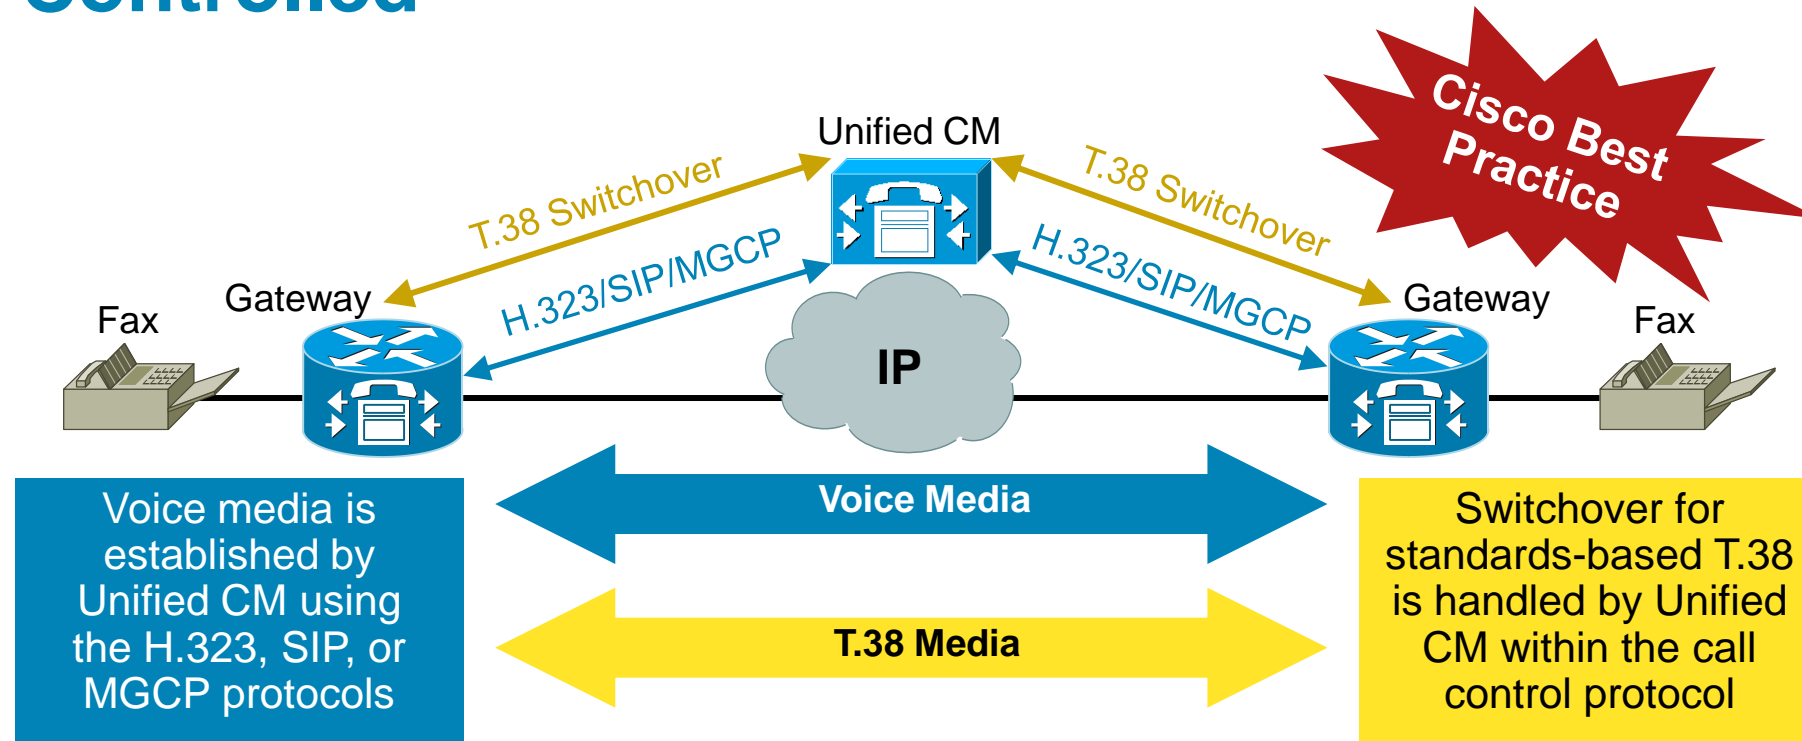 Controlled
Cisco Best
Practice
Unified CM
T.38 Switchover
T.38 Switchover
H.323/SIP/MGCP
H.323/SIP/MGCP
Gateway
Gateway
Fax
Fax
IP
Voice Media
T.38 Media
Voice media is
established by
Unified CM using
the H.323, SIP, or
MGCP protocols
Switchover for
standards-based T.38
is handled by Unified
CM within the call
control protocol